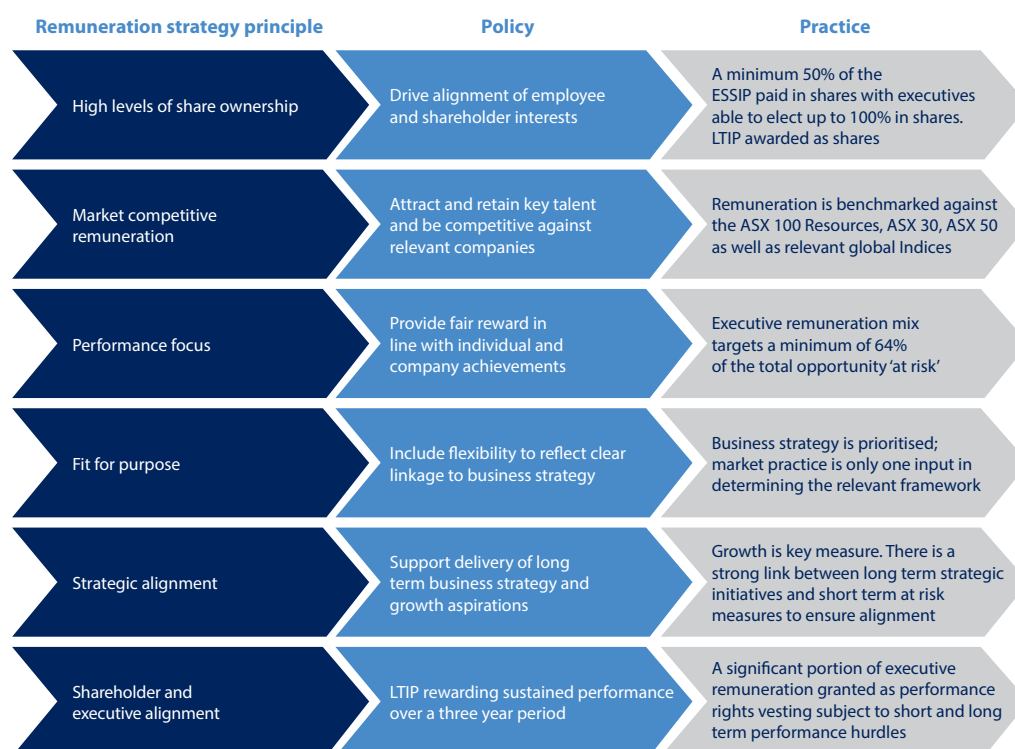 Remuneration strategy principle
Policy
Practice
High levels of share ownership
Drive alignment of employee
and shareholder interests
A minimum 50% of the
ESSIP paid in shares with executives
able to elect up to 100% in shares.
LTIP awarded as shares
Market competitive
remuneration
Attract and retain key talent
and be competitive against
relevant companies
Remuneration is benchmarked against
the ASX 100 Resources, ASX 30, ASX 50
as well as relevant global Indices
Performance focus
Provide fair reward in
line with individual and
company achievements
Executive remuneration mix
targets a minimum of 64%
of the total opportunity ‘at risk’
Fit for purpose
Include flexibility to reflect clear
linkage to business strategy
Business strategy is prioritised;
market practice is only one input in
determining the relevant framework
Strategic alignment
Support delivery of long
term business strategy and
growth aspirations
Growth is key measure. There is a
strong link between long term strategic
initiatives and short term at risk
measures to ensure alignment
Shareholder and
executive alignment
LTIP rewarding sustained performance
over a three year period
A significant portion of executive
remuneration granted as performance
rights vesting subject to short and long
term performance hurdles